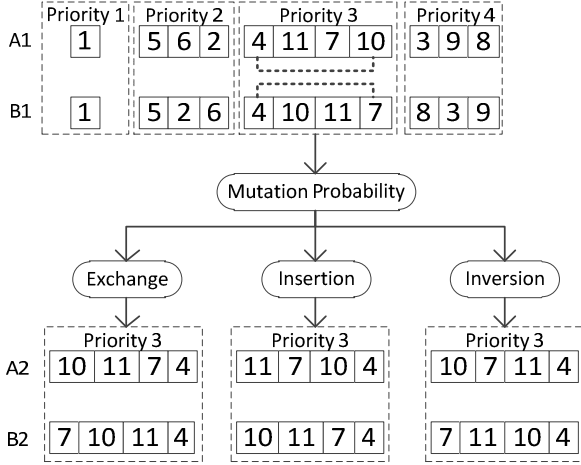 Priority 1 Priority 2 Priority 3 Priority 4
A1 1 5 6 2 4 11 7 10 3 9 8
B1 1 5 2 6 4 10 11 7 8 3 9
Mutation Probability
Exchange Insertion Inversion
Priority 3 Priority 3 Priority 3
A2 10 11 7 4 11 7 10 4 10 7 11 4
B2 7 10 11 4 10 11 7 4 7 11 10 4